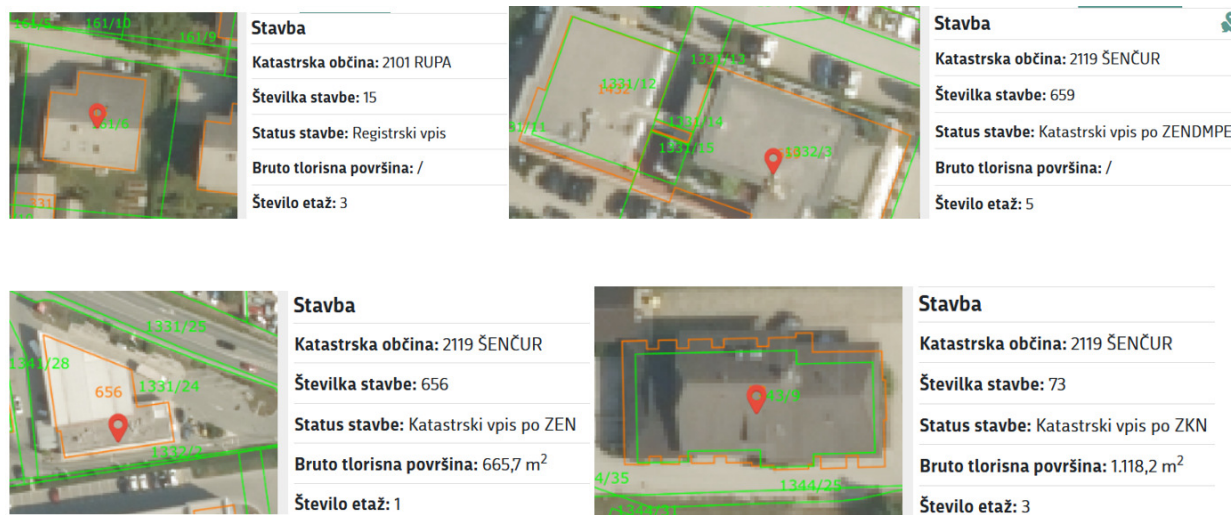 161/5
161/10
161/9
Stavba
Katastrska občina: 2101 RUPA
Številka stavbe: 15
Status stavbe: Registrski vpis
Bruto tlorisna površina: /
Število etaž: 3
1331/13
1331/12
1432
1331/14
1331/15
1332/3
Stavba
Katastrska občina: 2119 ŠENČUR
Številka stavbe: 659
Status stavbe: Katastrski vpis po ZENDMPE
Bruto tlorisna površina: /
Število etaž: 5
1331/25
1341/28
656
1331/24
Stavba
Katastrska občina: 2119 ŠENČUR
Številka stavbe: 656
Status stavbe: Katastrski vpis po ZEN
Bruto tlorisna površina: 665,7 m²
Število etaž: 1
4/35
1344/25
Stavba
Katastrska občina: 2119 ŠENČUR
Številka stavbe: 73
Status stavbe: Katastrski vpis po ZKN
Bruto tlorisna površina: 1.118,2 m²
Število etaž: 3